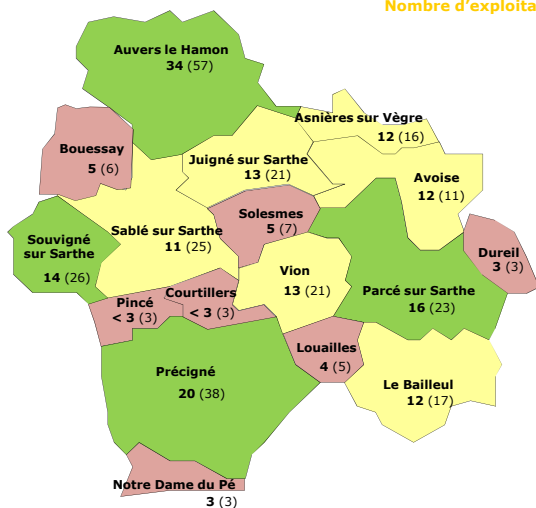 Nombre d'exploita
Auvers le Hamon
34 (57)
Asnières sur Vègre
12 (16)
Bouessay
5 (6)
Juigné sur Sarthe
13 (21)
Avoise
12 (11)
Solesmes
5 (7)
Sablé sur Sarthe
11 (25)
Souvigné
sur Sarthe
14 (26)
Dureil
3 (3)
Vion
13 (21)
Parcé sur Sarthe
16 (23)
Pincé
< 3 (3)
Courtillers
< 3 (3)
Louailles
4 (5)
Précigné
20 (38)
Le Bailleul
12 (17)
Notre Dame du Pé
3 (3)